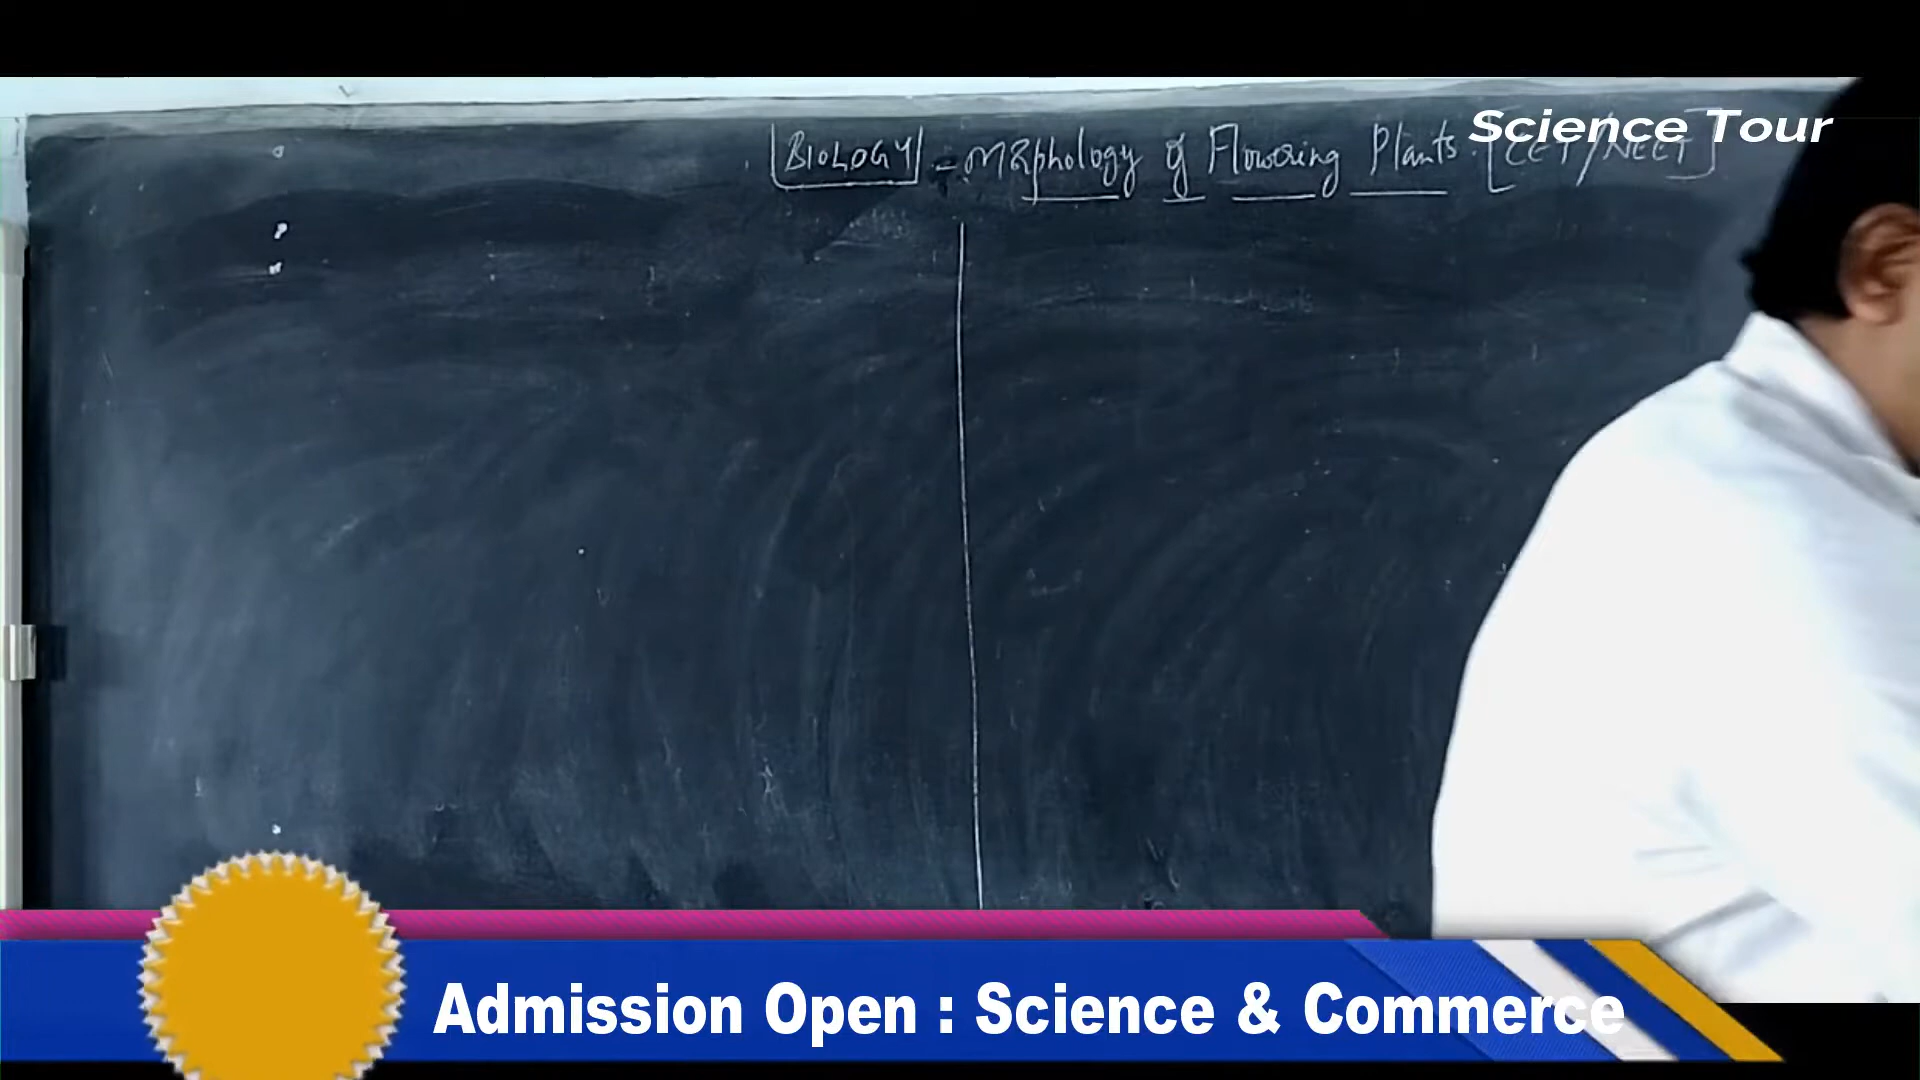 Science Tour
BIOLOGY - MORphology of Flowering Plants. [CET/NEET]
Admission Open : Science & Commerce